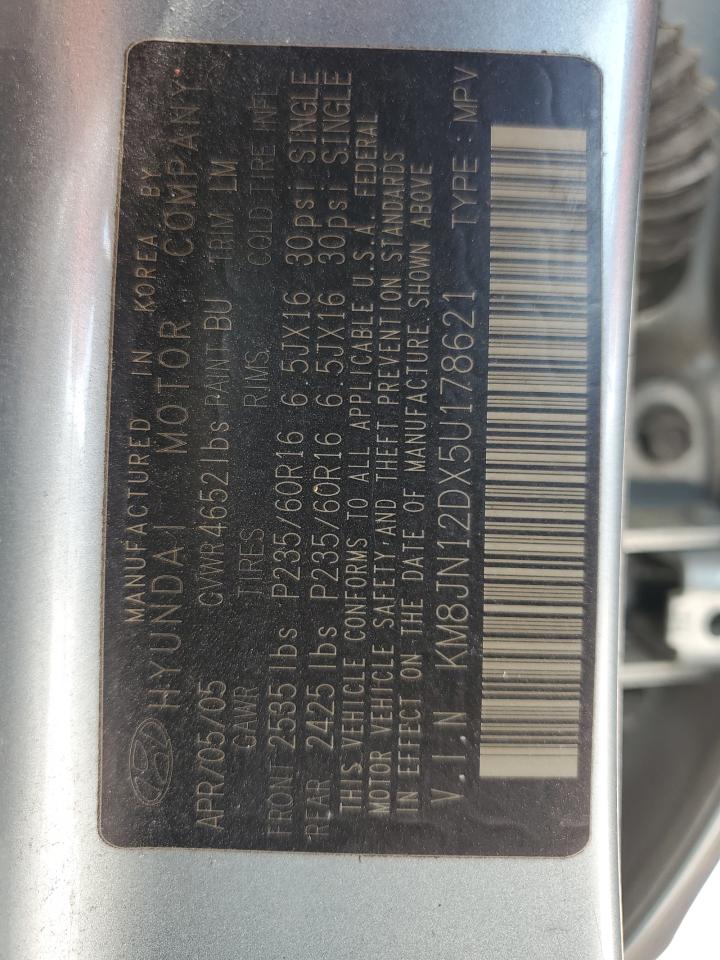 MANUFACTURED IN KOREA BY
HYUNDAI MOTOR COMPANY
APR/05/05 GVWR 4652lbs PAINT BU TRIM LM
GAWR TIRES RIMS COLD TIRE INFL
FRONT 2535 lbs P235/60R16 6.5JX16 30psi SINGLE
REAR 2425 lbs P235/60R16 6.5JX16 30psi SINGLE
THIS VEHICLE CONFORMS TO ALL APPLICABLE U.S.A. FEDERAL
MOTOR VEHICLE SAFETY AND THEFT PREVENTION STANDARDS
IN EFFECT ON THE DATE OF MANUFACTURE SHOWN ABOVE
V.I.N KM8JN12DX5U178621 TYPE : MPV